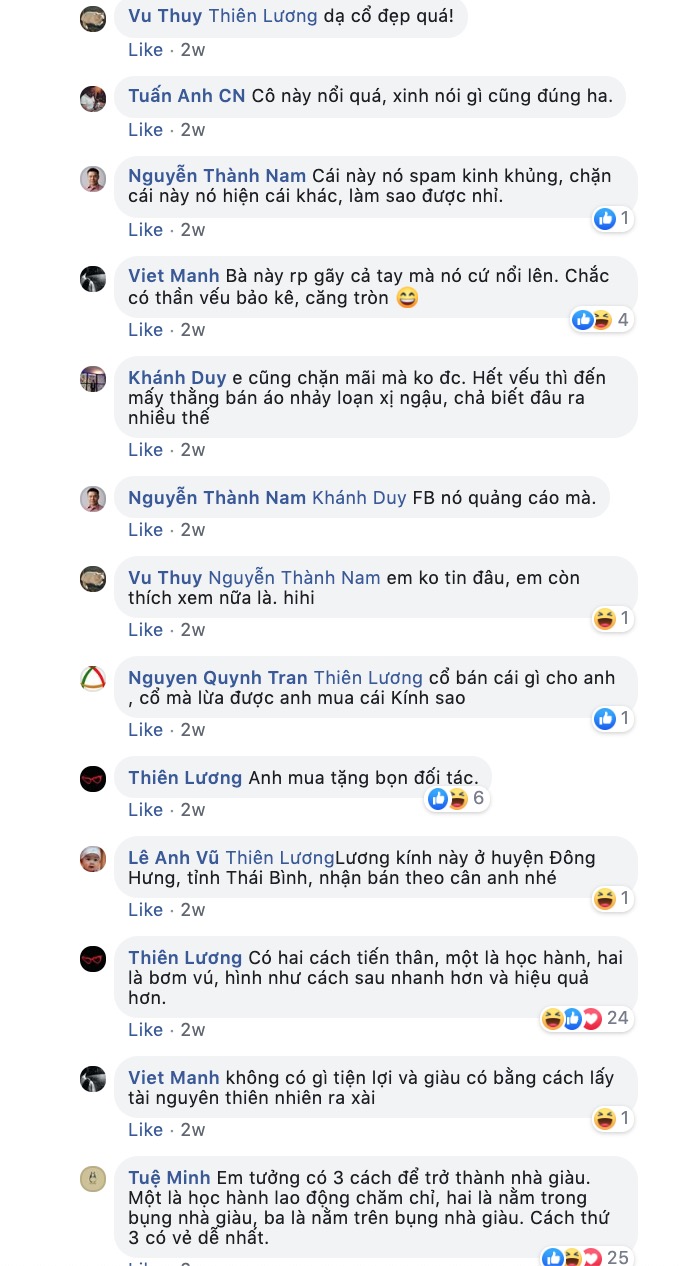 Vu Thuy Thiên Lương dạ cổ đẹp quá!
Like · 2w
Tuấn Anh CN Cô này nổi quá, xinh nói gì cũng đúng ha.
Like · 2w
Nguyễn Thành Nam Cái này nó spam kinh khủng, chặn
cái này nó hiện cái khác, làm sao được nhỉ.
1
Like · 2w
Viet Manh Bà này rp gãy cả tay mà nó cứ nổi lên. Chắc
có thần vếu bảo kê, căng tròn 😄
4
Like · 2w
Khánh Duy e cũng chặn mãi mà ko đc. Hết vếu thì đến
mấy thằng bán áo nhảy loạn xị ngậu, chả biết đâu ra
nhiều thế
Like · 2w
Nguyễn Thành Nam Khánh Duy FB nó quảng cáo mà.
Like · 2w
Vu Thuy Nguyễn Thành Nam em ko tin đâu, em còn
thích xem nữa là. hihi
1
Like · 2w
Nguyen Quynh Tran Thiên Lương cổ bán cái gì cho anh
, cổ mà lừa được anh mua cái Kính sao
1
Like · 2w
Thiên Lương Anh mua tặng bọn đối tác.
6
Like · 2w
Lê Anh Vũ Thiên LươngLương kính này ở huyện Đông
Hưng, tỉnh Thái Bình, nhận bán theo cân anh nhé
1
Like · 2w
Thiên Lương Có hai cách tiến thân, một là học hành, hai
là bơm vú, hình như cách sau nhanh hơn và hiệu quả
hơn.
24
Like · 2w
Viet Manh không có gì tiện lợi và giàu có bằng cách lấy
tài nguyên thiên nhiên ra xài
1
Like · 2w
Tuệ Minh Em tưởng có 3 cách để trở thành nhà giàu.
Một là học hành lao động chăm chỉ, hai là nằm trong
bụng nhà giàu, ba là nằm trên bụng nhà giàu. Cách thứ
3 có vẻ dễ nhất.
25